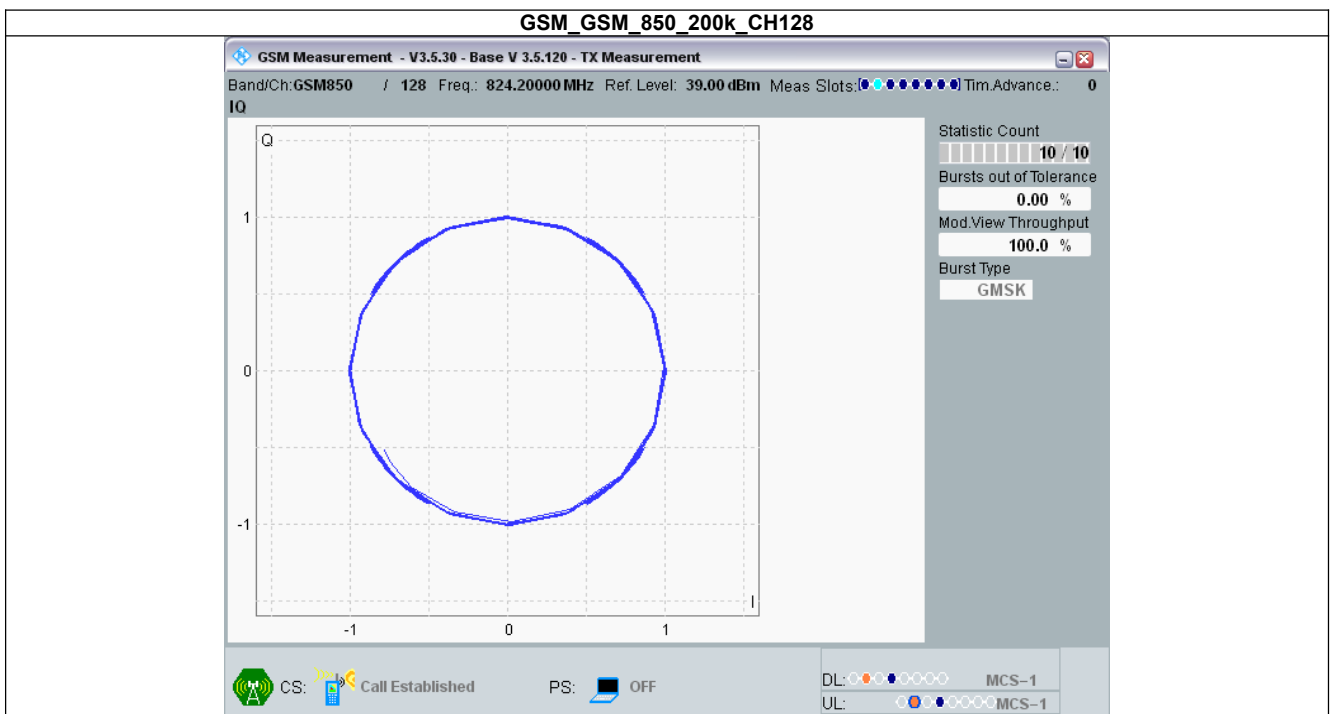 GSM_GSM_850_200k_CH128
GSM Measurement - V3.5.30 - Base V 3.5.120 - TX Measurement
Band/Ch:GSM850 / 128 Freq.: 824.20000 MHz Ref. Level: 39.00 dBm Meas Slots: Tim.Advance.: 0
IQ
Q
Statistic Count
10 / 10
Bursts out of Tolerance
0.00 %
Mod.View Throughput
100.0 %
Burst Type
GMSK
1
0
-1
I
-1 0 1
CS: Call Established PS: OFF
DL: MCS-1
UL: MCS-1